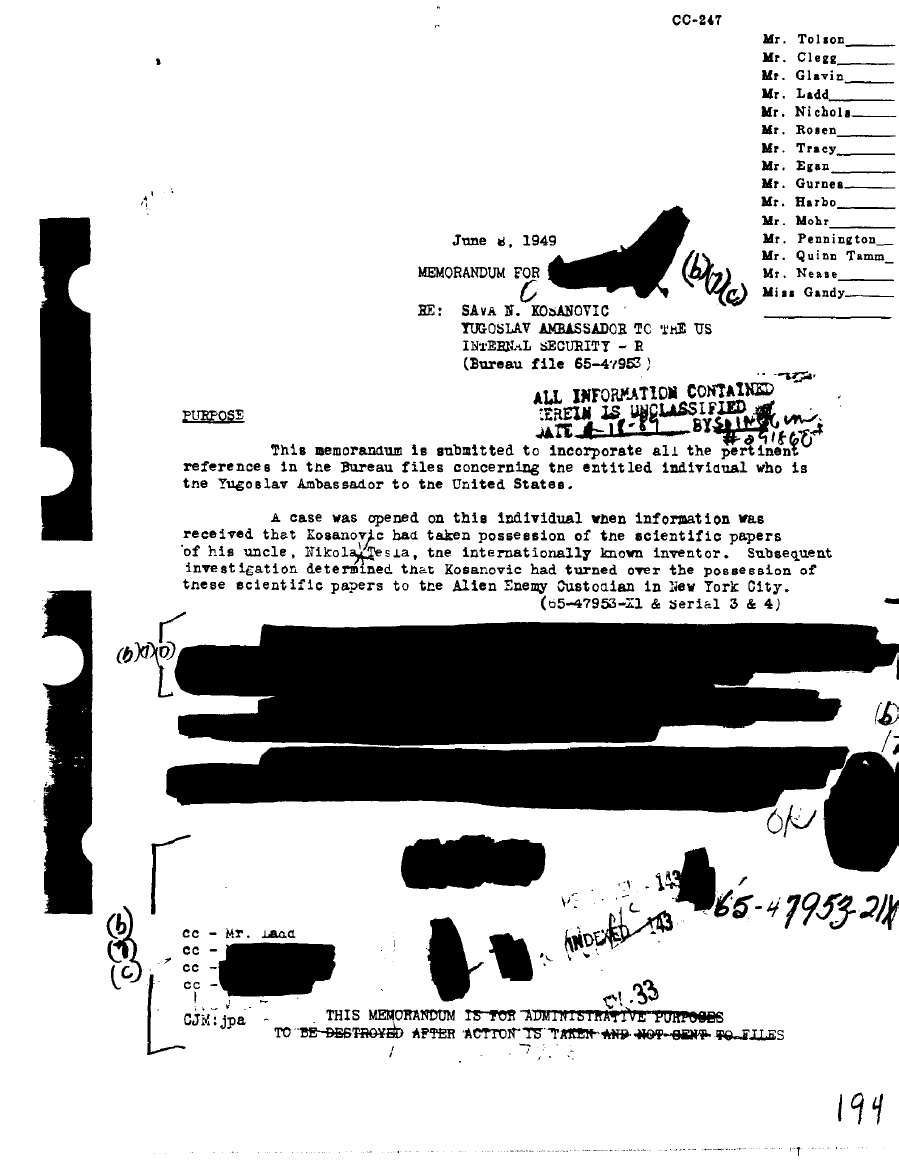 CC-247
Mr. Tolson
Mr. Clegg
Mr. Glavin
Mr. Ladd
Mr. Nichols
Mr. Rosen
Mr. Tracy
Mr. Egan
Mr. Gurnea
Mr. Harbo
Mr. Mohr
Mr. Pennington
Mr. Quinn Tamm
Mr. Nease
Miss Gandy
June 8, 1949
MEMORANDUM FOR
(b)(7)(c)
RE: SAVA N. KOSANOVIC
YUGOSLAV AMBASSADOR TO THE US
INTERNAL SECURITY - R
(Bureau file 65-47953)
ALL INFORMATION CONTAINED
HEREIN IS UNCLASSIFIED
DATE 4-18-89 BY
PURPOSE
This memorandum is submitted to incorporate all the pertinent
references in the Bureau files concerning the entitled individual who is
the Yugoslav Ambassador to the United States.
A case was opened on this individual when information was
received that Kosanovic had taken possession of the scientific papers
of his uncle, Nikola Tesla, the internationally known inventor. Subsequent
investigation determined that Kosanovic had turned over the possession of
these scientific papers to the Alien Enemy Custodian in New York City.
(65-47953-X1 & Serial 3 & 4)
(b)(1)(D)
(b)
OK
143
65-47953-21X
INDEXED 143
(b)
(7)
(c)
cc - Mr. Ladd
cc -
cc -
cc -
EX-33
CJM:jpa
THIS MEMORANDUM IS FOR ADMINISTRATIVE PURPOSES
TO BE DESTROYED AFTER ACTION IS TAKEN AND NOT SENT TO FILES
194